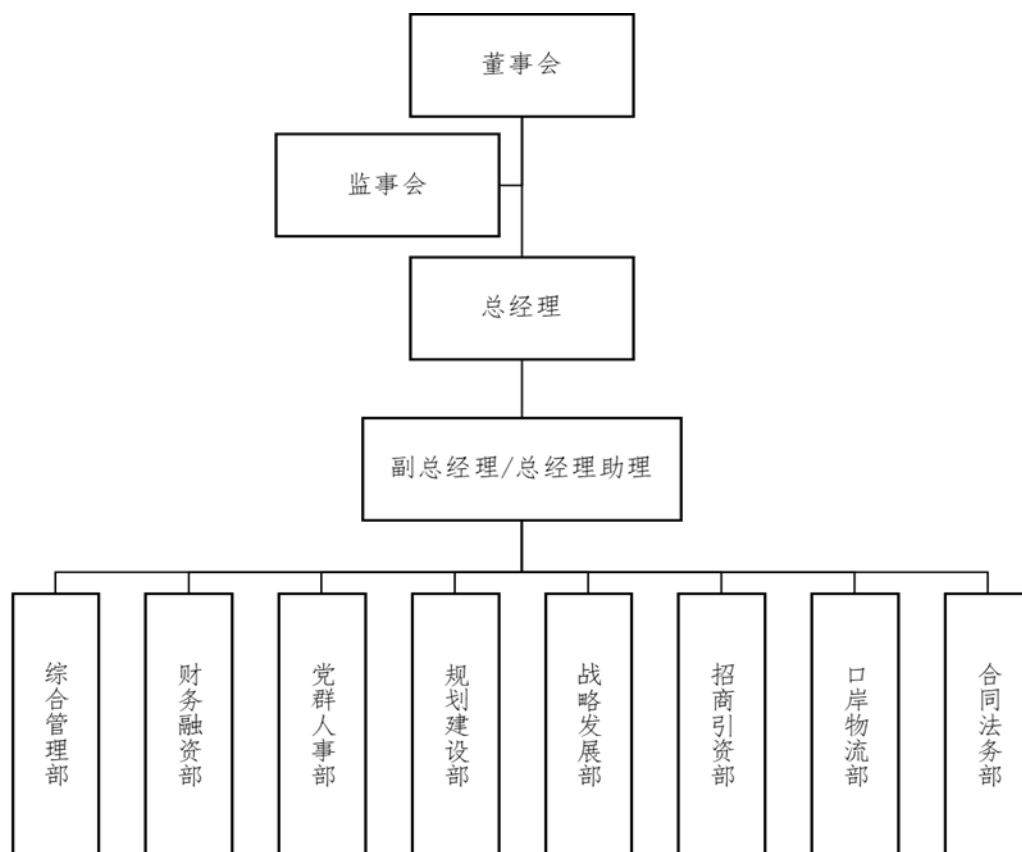 董事会
监事会
总经理
副总经理/总经理助理
综合管理部
财务融资部
党群人事部
规划建设部
战略发展部
招商引资部
口岸物流部
合同法务部